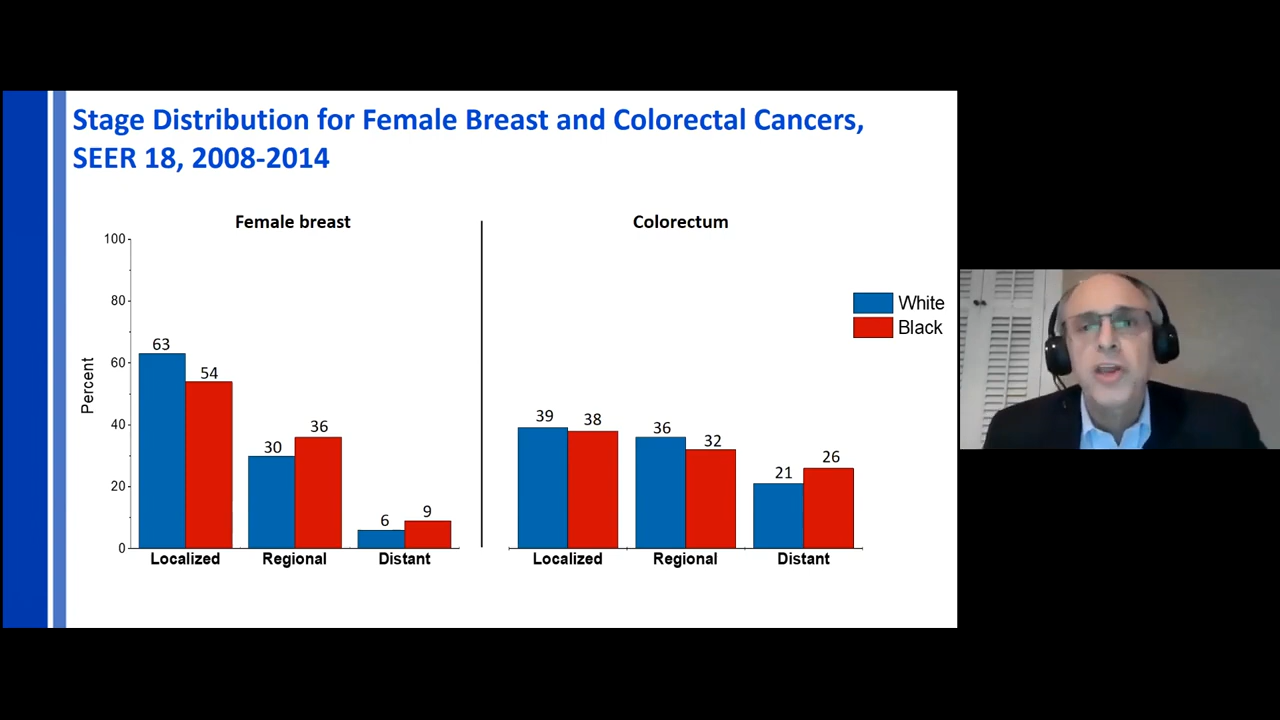 Stage Distribution for Female Breast and Colorectal Cancers,
SEER 18, 2008-2014
Female breast
Colorectum
Percent
100
80
60
40
20
0
63
54
30
36
6
9
Localized
Regional
Distant
39
38
36
32
21
26
Localized
Regional
Distant
White
Black